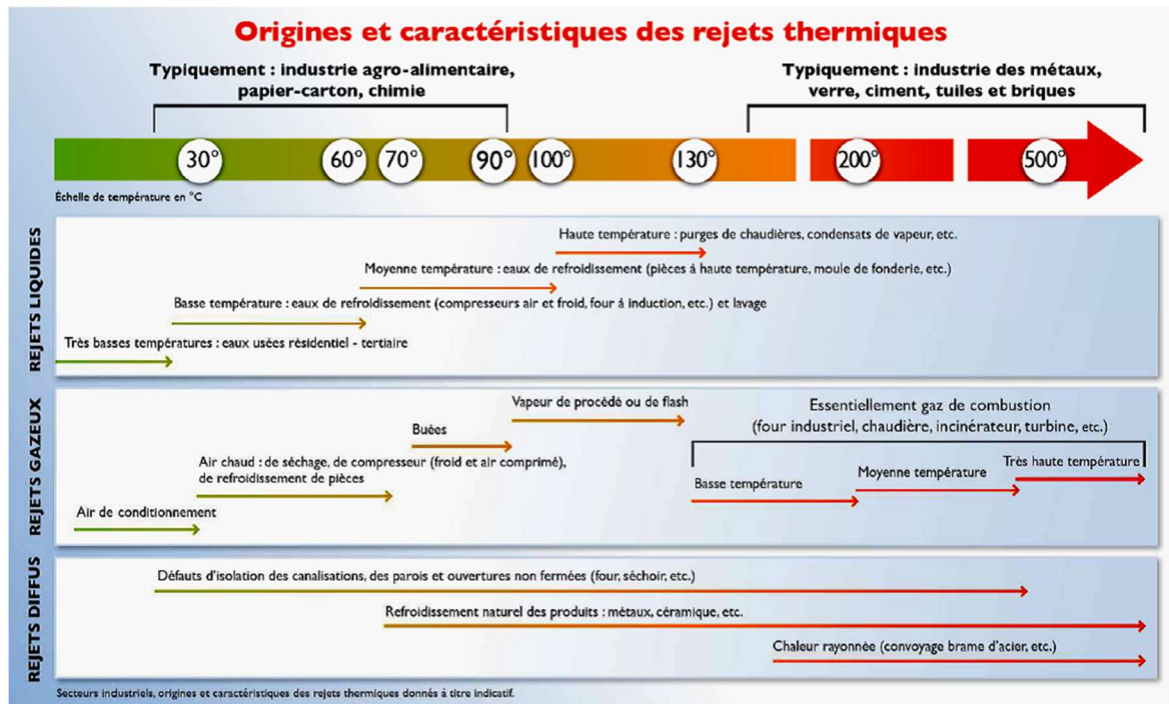 Origines et caractéristiques des rejets thermiques
Typiquement : industrie agro-alimentaire,
papier-carton, chimie
Typiquement : industrie des métaux,
verre, ciment, tuiles et briques
30° 60° 70° 90° 100° 130° 200° 500°
Échelle de température en °C
REJETS LIQUIDES
Haute température : purges de chaudières, condensats de vapeur, etc.
Moyenne température : eaux de refroidissement (pièces à haute température, moule de fonderie, etc.)
Basse température : eaux de refroidissement (compresseurs air et froid, four à induction, etc.) et lavage
Très basses températures : eaux usées résidentiel - tertiaire
REJETS GAZEUX
Vapeur de procédé ou de flash
Buées
Air chaud : de séchage, de compresseur (froid et air comprimé),
de refroidissement de pièces
Air de conditionnement
Essentiellement gaz de combustion
(four industriel, chaudière, incinérateur, turbine, etc.)
Basse température
Moyenne température
Très haute température
REJETS DIFFUS
Défauts d'isolation des canalisations, des parois et ouvertures non fermées (four, séchoir, etc.)
Refroidissement naturel des produits : métaux, céramique, etc.
Chaleur rayonnée (convoyage brame d'acier, etc.)
Secteurs industriels, origines et caractéristiques des rejets thermiques donnés à titre indicatif.